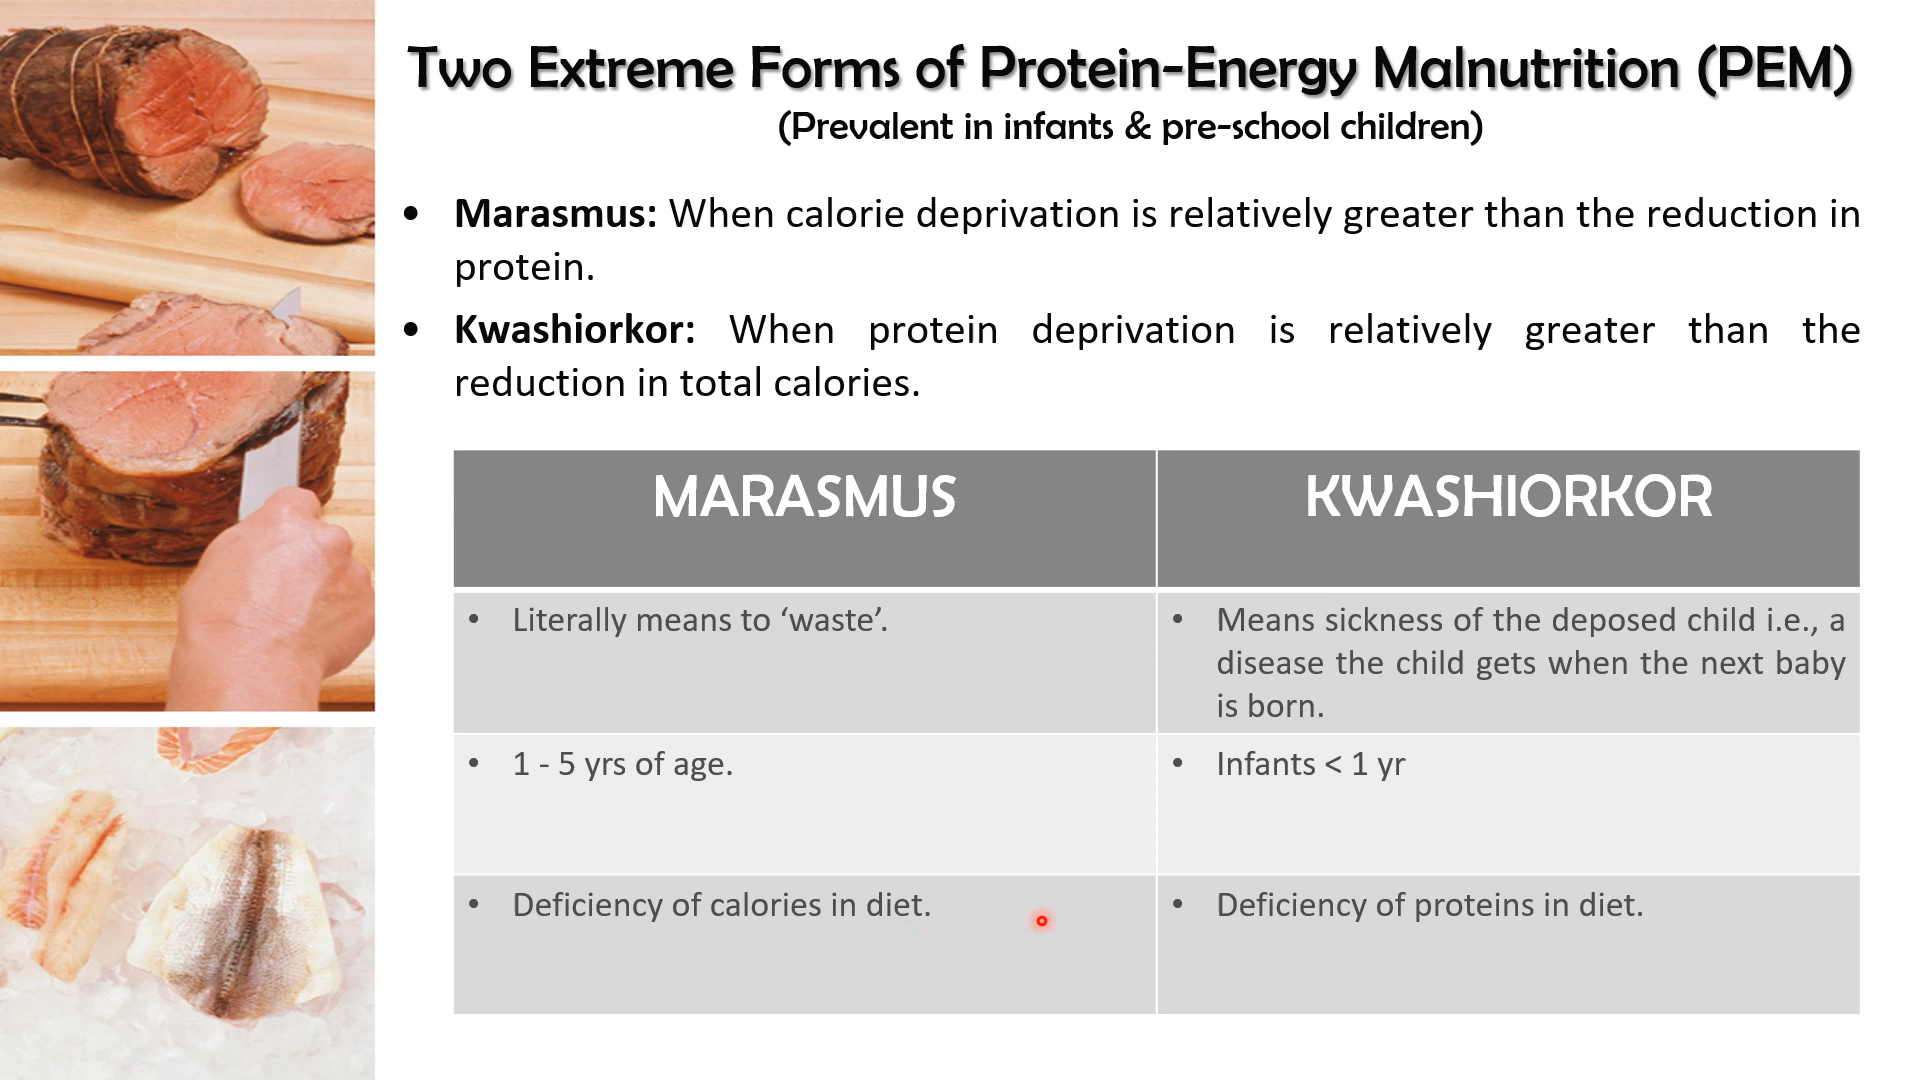 Two Extreme Forms of Protein-Energy Malnutrition (PEM)
(Prevalent in infants & pre-school children)
• Marasmus: When calorie deprivation is relatively greater than the reduction in
protein.
• Kwashiorkor: When protein deprivation is relatively greater than the
reduction in total calories.
MARASMUS
KWASHIORKOR
• Literally means to ‘waste’.
• Means sickness of the deposed child i.e., a
disease the child gets when the next baby
is born.
• 1 - 5 yrs of age.
• Infants < 1 yr
• Deficiency of calories in diet.
• Deficiency of proteins in diet.